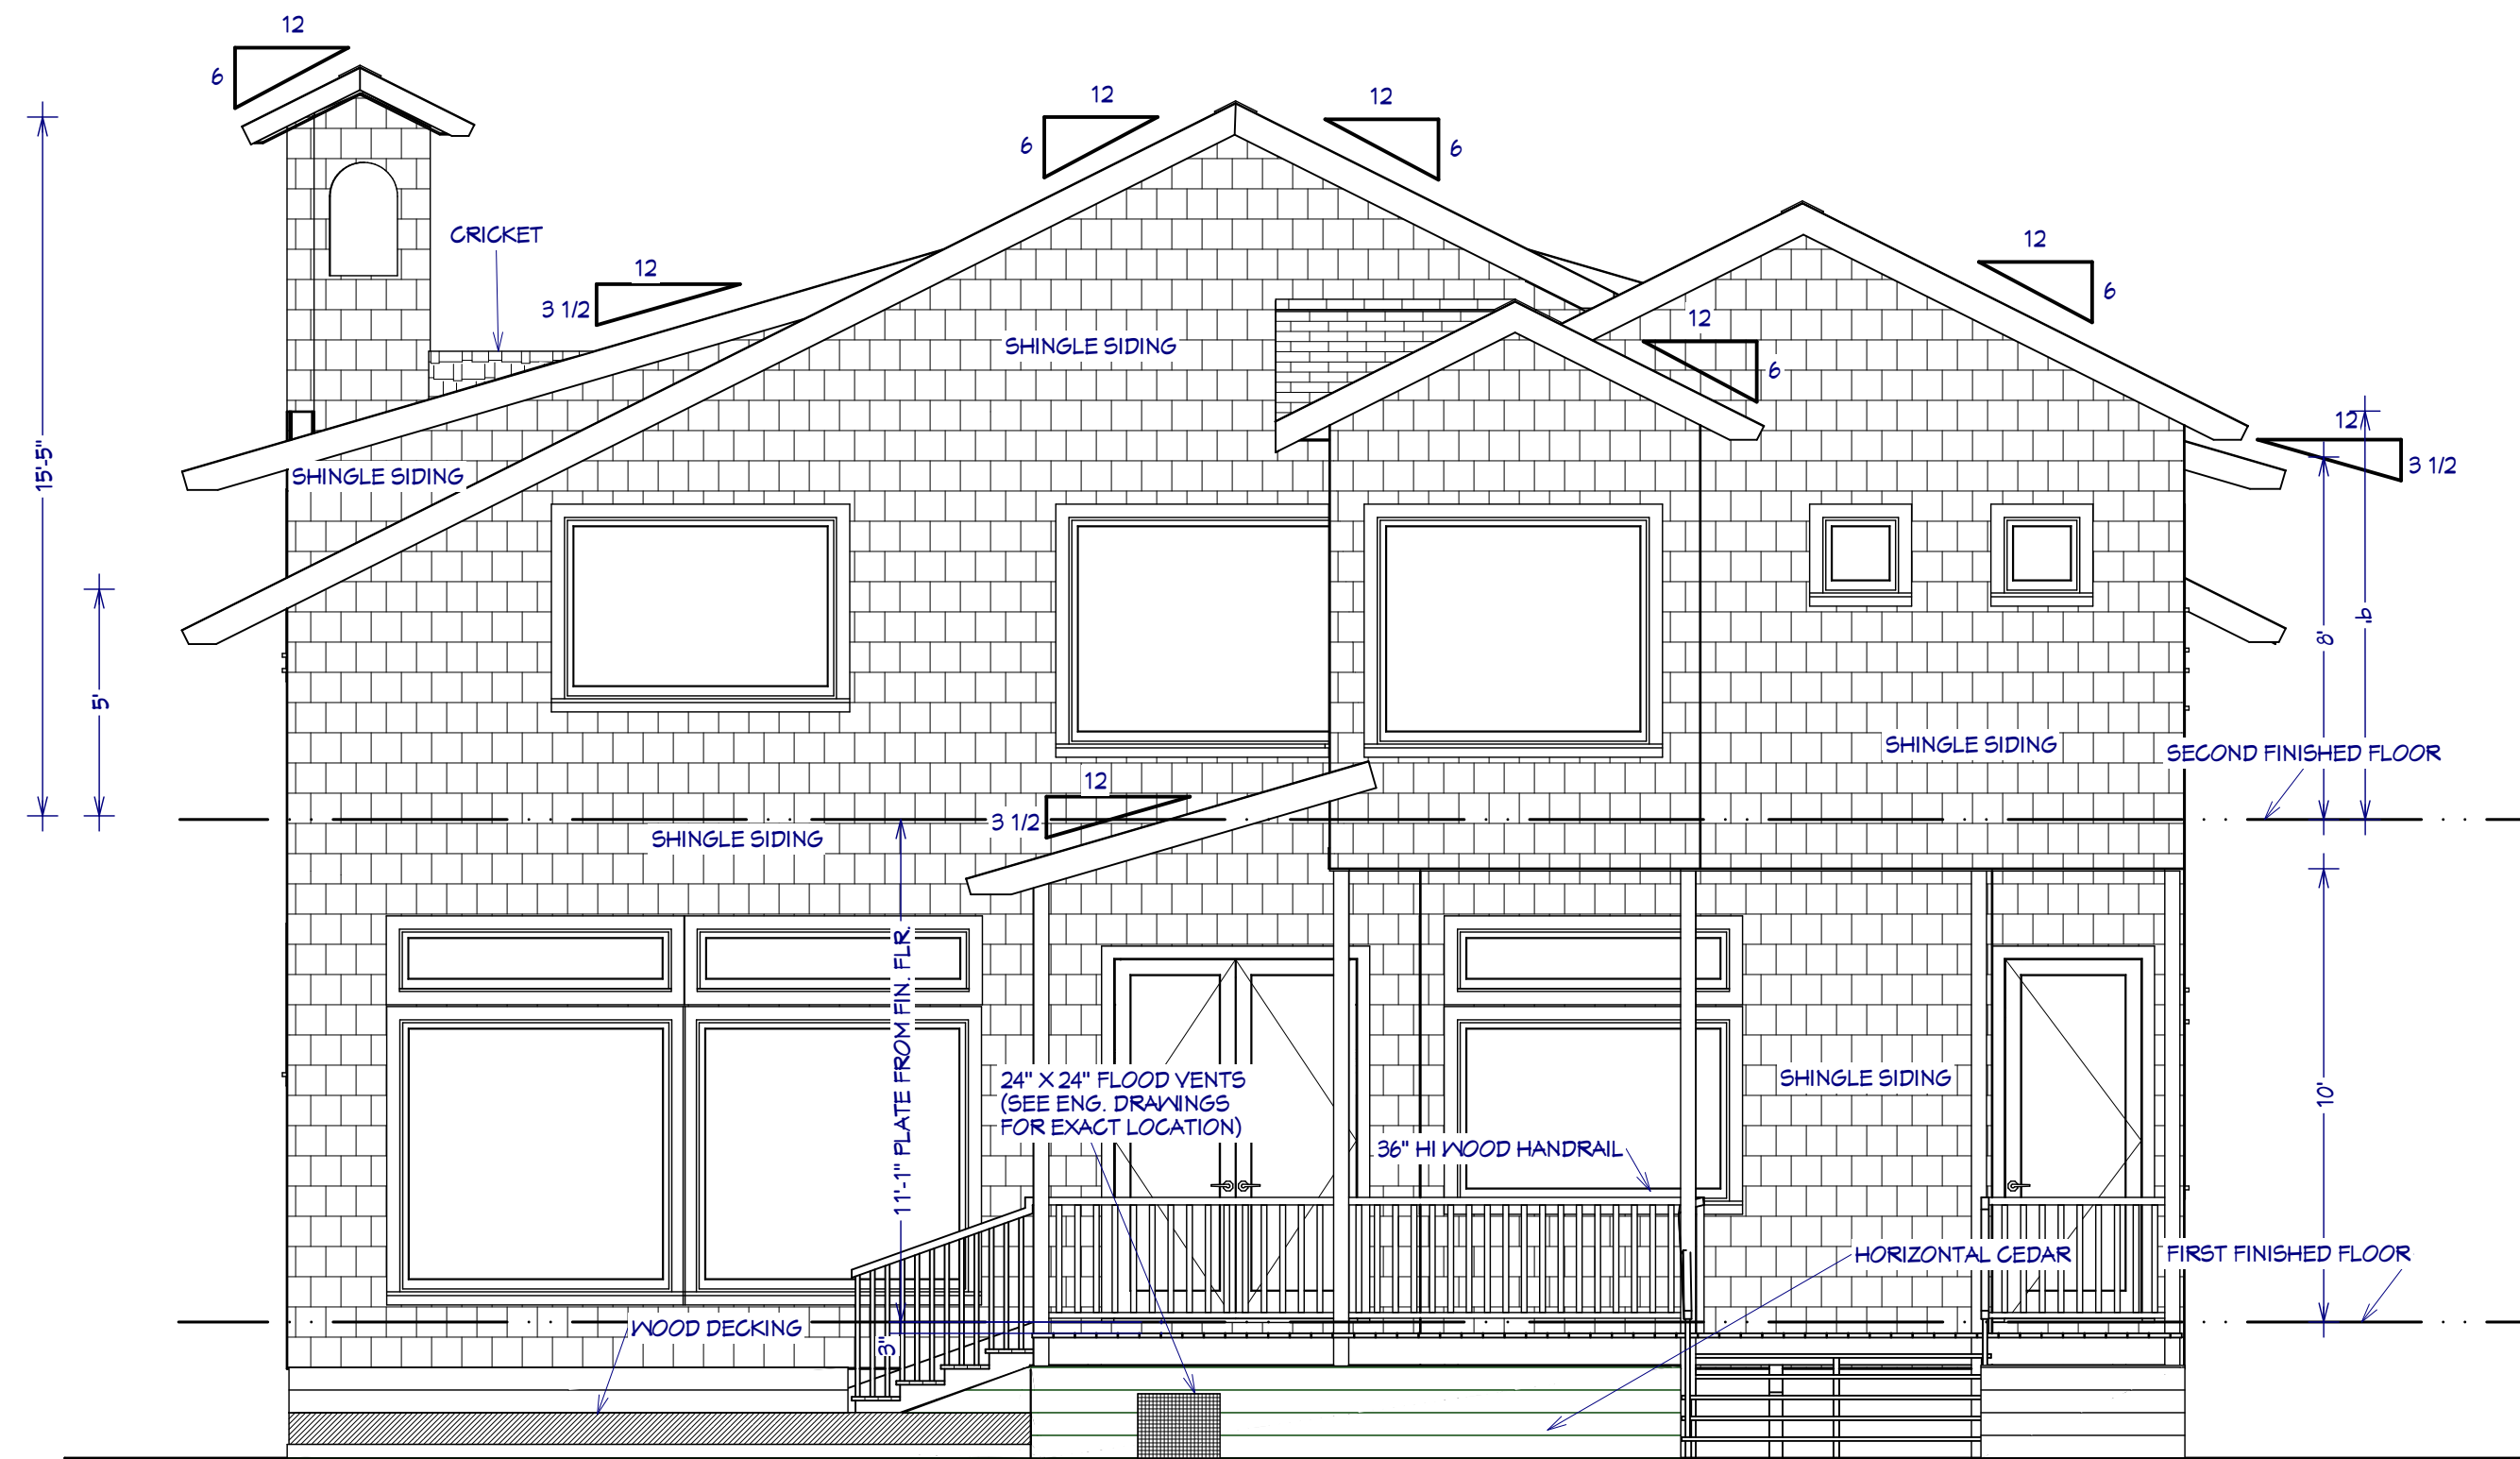 12
6
12
6
12
6
CRICKET
12
3 1/2
12
6
12
6
SHINGLE SIDING
12
3 1/2
15'-5"
SHINGLE SIDING
9'
8'
5'
SHINGLE SIDING
SECOND FINISHED FLOOR
12
3 1/2
SHINGLE SIDING
11'-1" PLATE FROM FIN. FLR.
24" X 24" FLOOD VENTS
(SEE ENG. DRAWINGS
FOR EXACT LOCATION)
SHINGLE SIDING
10'
36" HI WOOD HANDRAIL
HORIZONTAL CEDAR
FIRST FINISHED FLOOR
WOOD DECKING
3"